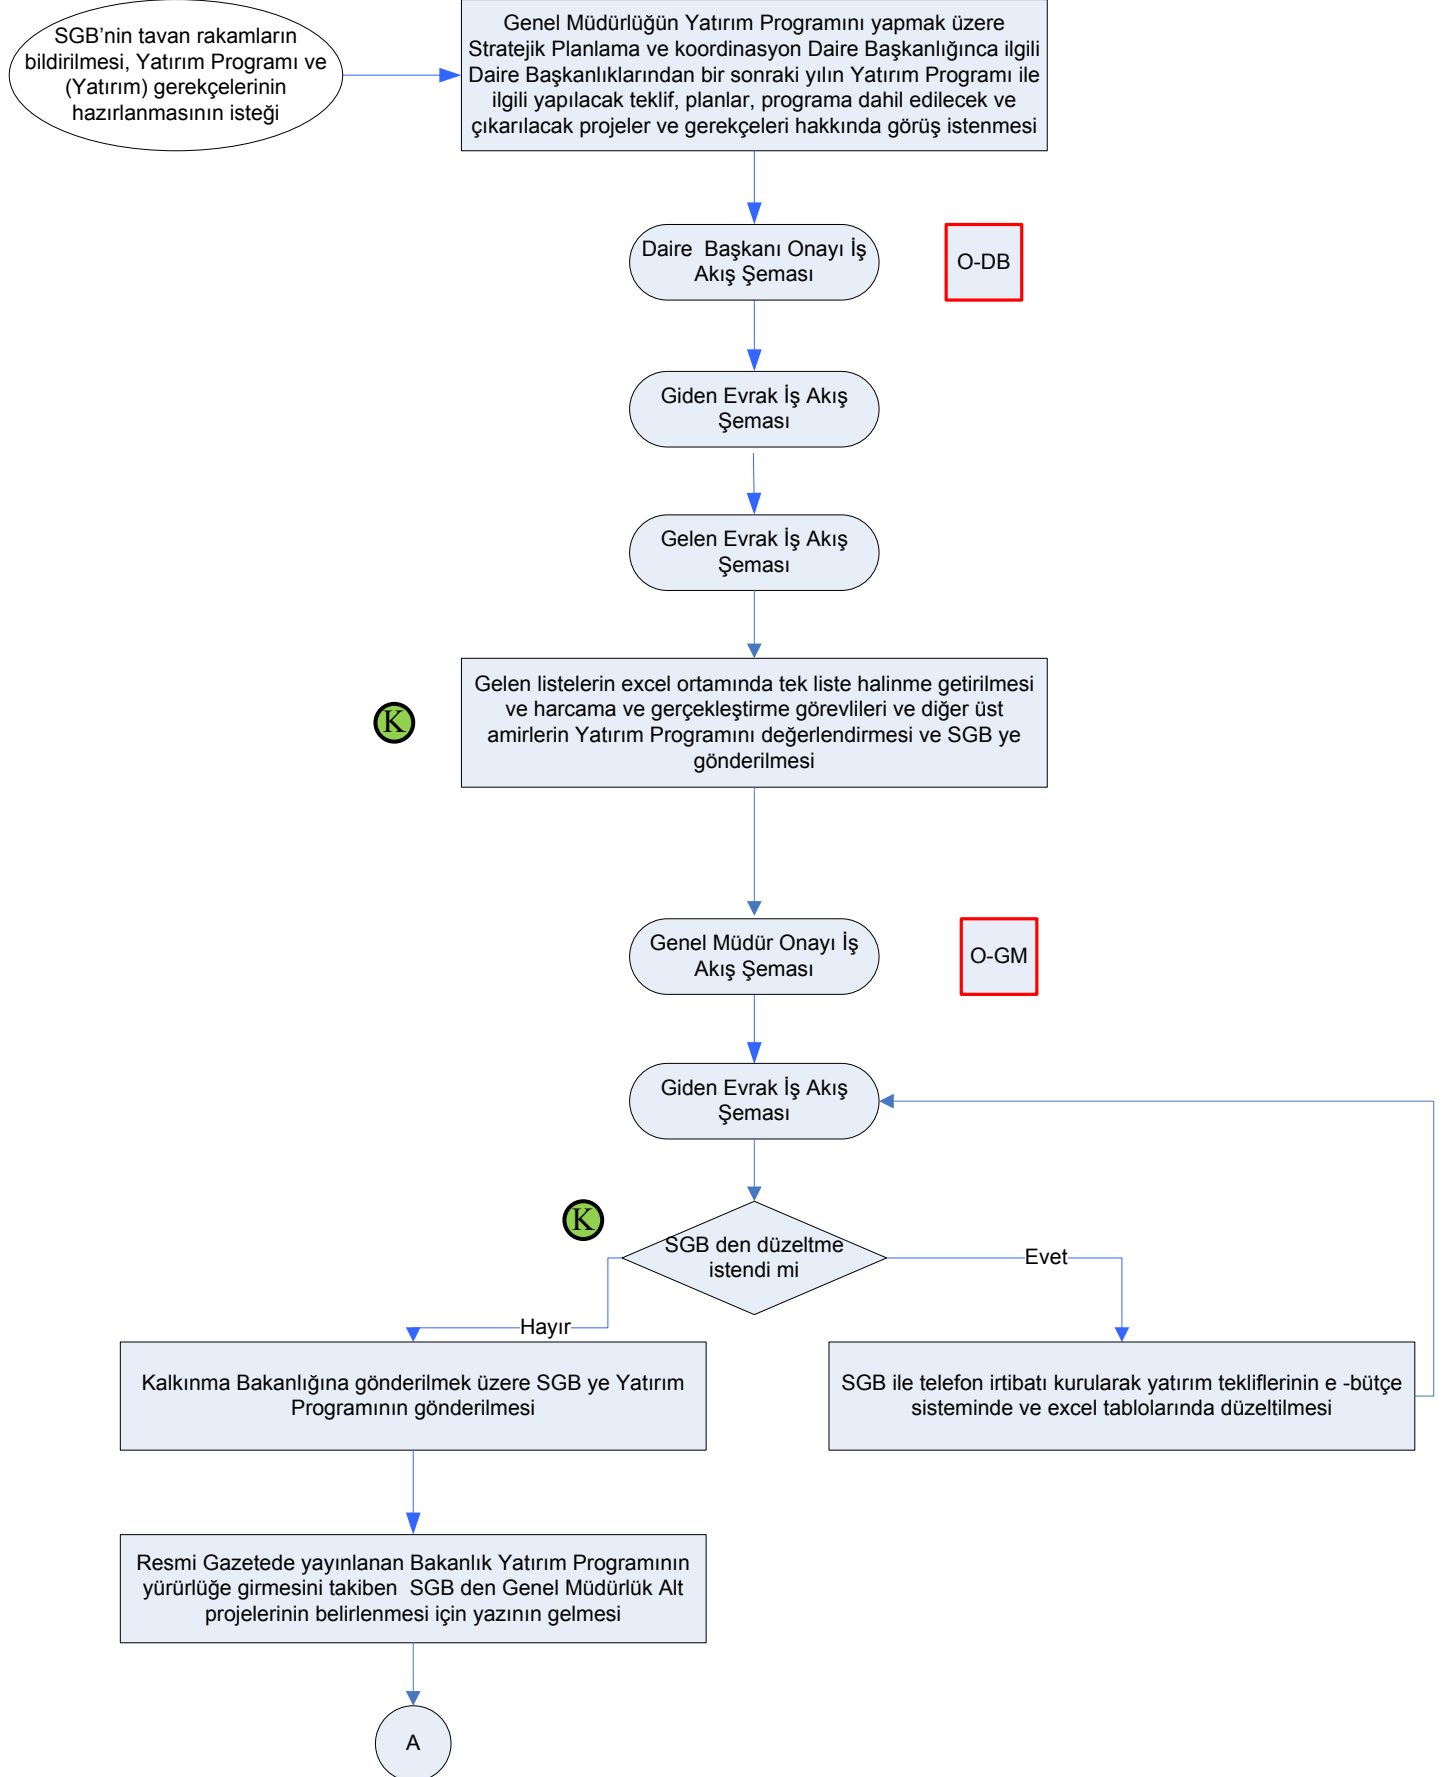 SGB’nin tavan rakamların
bildirilmesi, Yatırım Programı ve
(Yatırım) gerekçelerinin
hazırlanmasının isteği
Genel Müdürlüğün Yatırım Programını yapmak üzere
Stratejik Planlama ve koordinasyon Daire Başkanlığınca ilgili
Daire Başkanlıklarından bir sonraki yılın Yatırım Programı ile
ilgili yapılacak teklif, planlar, programa dahil edilecek ve
çıkarılacak projeler ve gerekçeleri hakkında görüş istenmesi
Daire Başkanı Onayı İş
Akış Şeması
O-DB
Giden Evrak İş Akış
Şeması
Gelen Evrak İş Akış
Şeması
Gelen listelerin excel ortamında tek liste halinme getirilmesi
ve harcama ve gerçekleştirme görevlileri ve diğer üst
amirlerin Yatırım Programını değerlendirmesi ve SGB ye
gönderilmesi
K
Genel Müdür Onayı İş
Akış Şeması
O-GM
Giden Evrak İş Akış
Şeması
K
SGB den düzeltme
istendi mi
Evet
Hayır
Kalkınma Bakanlığına gönderilmek üzere SGB ye Yatırım
Programının gönderilmesi
SGB ile telefon irtibatı kurularak yatırım tekliflerinin e -bütçe
sisteminde ve excel tablolarında düzeltilmesi
Resmi Gazetede yayınlanan Bakanlık Yatırım Programının
yürürlüğe girmesini takiben SGB den Genel Müdürlük Alt
projelerinin belirlenmesi için yazının gelmesi
A